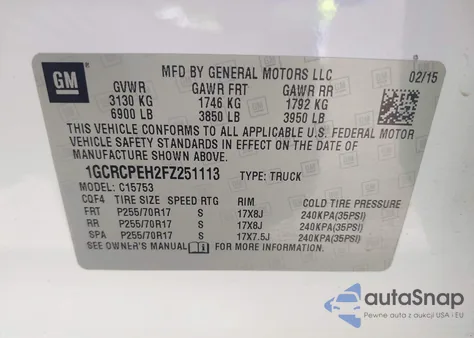 GM
MFD BY GENERAL MOTORS LLC 02/15
GVWR GAWR FRT GAWR RR
3130 KG 1746 KG 1792 KG
6900 LB 3850 LB 3950 LB
THIS VEHICLE CONFORMS TO ALL APPLICABLE U.S. FEDERAL MOTOR
VEHICLE SAFETY STANDARDS IN EFFECT ON THE DATE OF
MANUFACTURE SHOWN ABOVE.
1GCRCPEH2FZ251113 TYPE: TRUCK
MODEL: C15753
CQF4 TIRE SIZE SPEED RTG RIM COLD TIRE PRESSURE
FRT P255/70R17 S 17X8J 240KPA(35PSI)
RR P255/70R17 S 17X8J 240KPA(35PSI)
SPA P255/70R17 S 17X7.5J 240KPA(35PSI)
SEE OWNER'S MANUAL FOR MORE INFORMATION.
autoSnap
Pewne auta z aukcji USA i EU